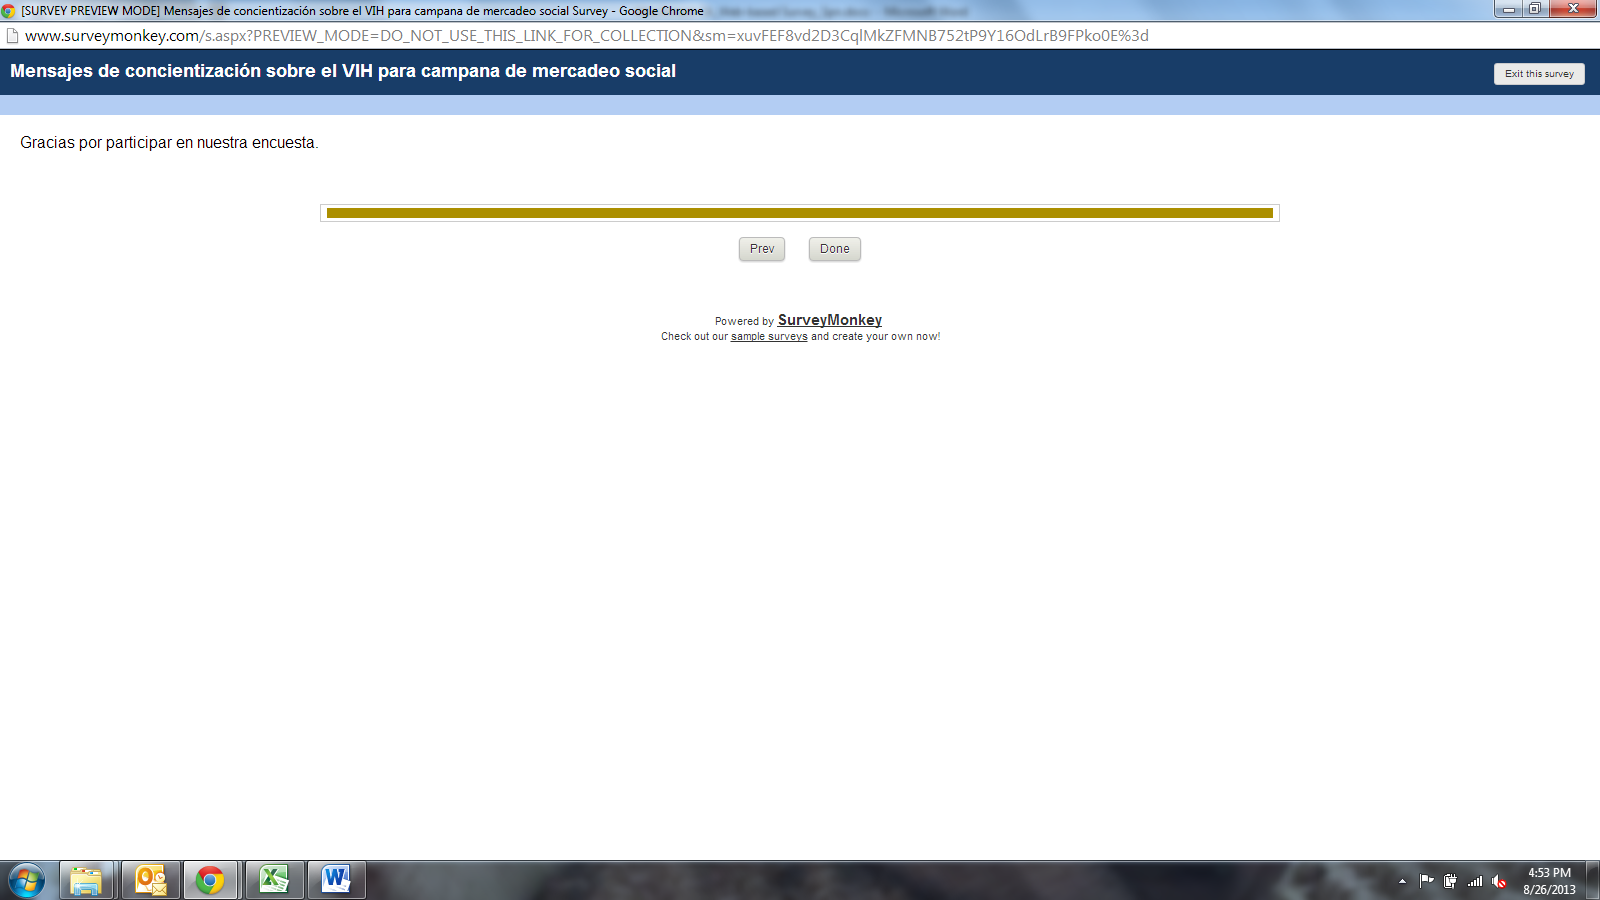 [SURVEY PREVIEW MODE] Mensajes de concientización sobre el VIH para campana de mercadeo social Survey - Google Chrome
www.surveymonkey.com/s.aspx?PREVIEW_MODE=DO_NOT_USE_THIS_LINK_FOR_COLLECTION&sm=xuvFEF8vd2D3CqlMkZFMNB752tP9Y16OdLrB9FPko0E%3d
Mensajes de concientización sobre el VIH para campana de mercadeo social
Exit this survey
Gracias por participar en nuestra encuesta.
Prev Done
Powered by SurveyMonkey
Check out our sample surveys and create your own now!
4:53 PM
8/26/2013